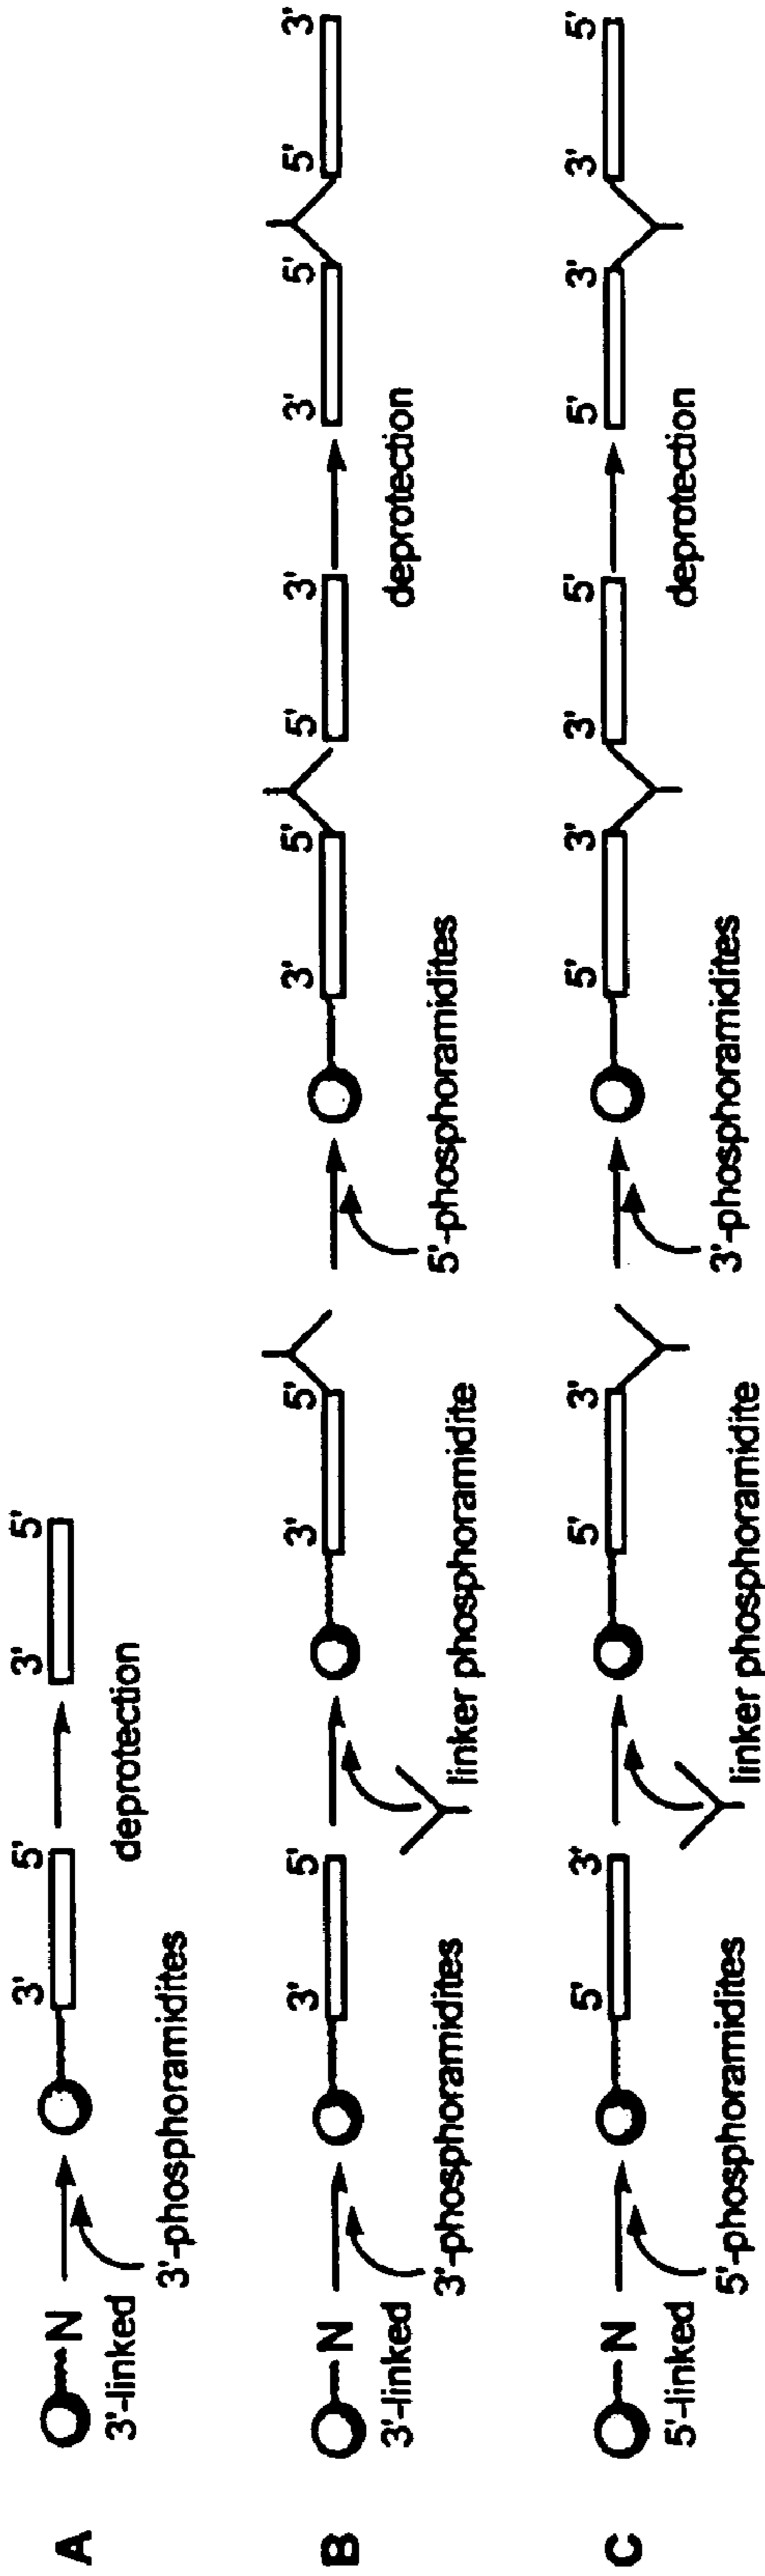 A
N
3'-linked
3'-phosphoramidites
3' 5'
deprotection
3' 5'
B
N
3'-linked
3'-phosphoramidites
3' 5'
linker phosphoramidite
3' 5'
5'-phosphoramidites
3' 5' 5' 3'
deprotection
3' 5' 5' 3'
C
N
5'-linked
5'-phosphoramidites
5' 3'
linker phosphoramidite
5' 3'
3'-phosphoramidites
5' 3' 3' 5'
deprotection
5' 3' 3' 5'